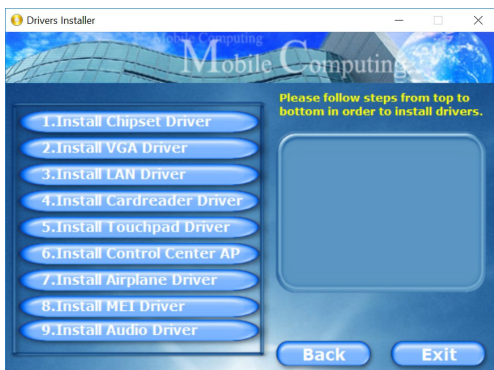 Drivers Installer
Mobile Computing
Mobile Computing
Please follow steps from top to
bottom in order to install drivers.
1.Install Chipset Driver
2.Install VGA Driver
3.Install LAN Driver
4.Install Cardreader Driver
5.Install Touchpad Driver
6.Install Control Center AP
7.Install Airplane Driver
8.Install MEI Driver
9.Install Audio Driver
Back
Exit